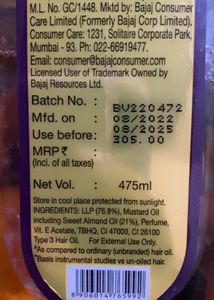 M.L. No. GC/1448. Mktd by: Bajaj Consumer
Care Limited (Formerly Bajaj Corp Limited).
Consumer Care: 1231, Solitaire Corporate Park,
Mumbai - 93. Ph: 022-66919477.
Email: consumer@bajajconsumer.com
Licensed User of Trademark Owned by
Bajaj Resources Ltd.
Batch No. : BV220472
Mfd. on : 08/2022
Use before: 08/2025
MRP ₹ : 305.00
(Incl. of all taxes)
Net Vol. : 475ml
Store in cool place protected from sunlight.
INGREDIENTS: LLP (76.8%), Mustard Oil
including Sweet Almond Oil (21%), Perfume,
Vit. E Acetate, TBHQ, CI 47000, CI 26100
Type 3 Hair Oil. For External Use Only.
^As compared to ordinary (unbranded) hair oil.
*Basis instrumental studies vs un-oiled hair.
8 906014 765992